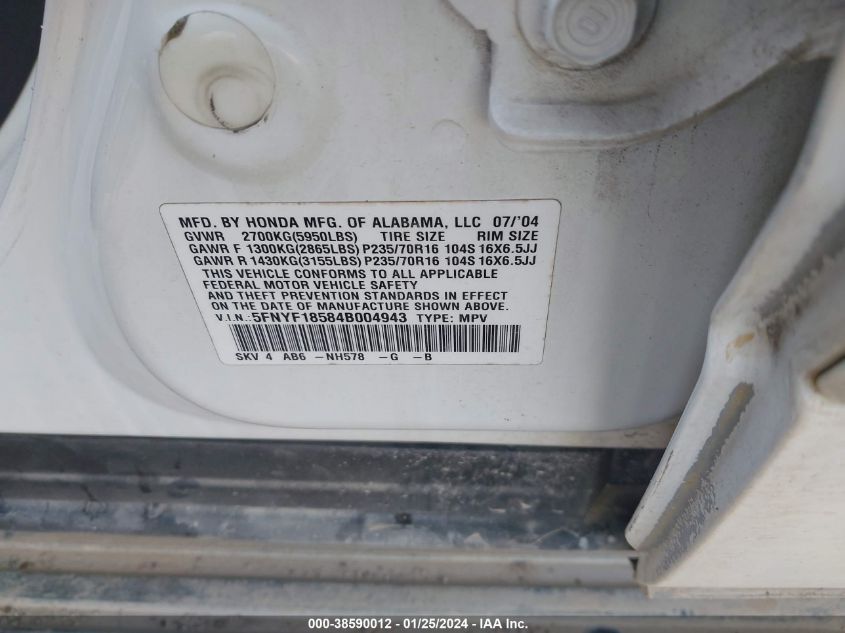 MFD. BY HONDA MFG. OF ALABAMA, LLC 07/'04
GVWR 2700KG(5950LBS) TIRE SIZE RIM SIZE
GAWR F 1300KG(2865LBS) P235/70R16 104S 16X6.5JJ
GAWR R 1430KG(3155LBS) P235/70R16 104S 16X6.5JJ
THIS VEHICLE CONFORMS TO ALL APPLICABLE
FEDERAL MOTOR VEHICLE SAFETY
AND THEFT PREVENTION STANDARDS IN EFFECT
ON THE DATE OF MANUFACTURE SHOWN ABOVE.
V.I.N.: 5FNYF18584B004943 TYPE: MPV
SKV 4 AB6 -NH578 -G -B
000-38590012 - 01/25/2024 - IAA Inc.